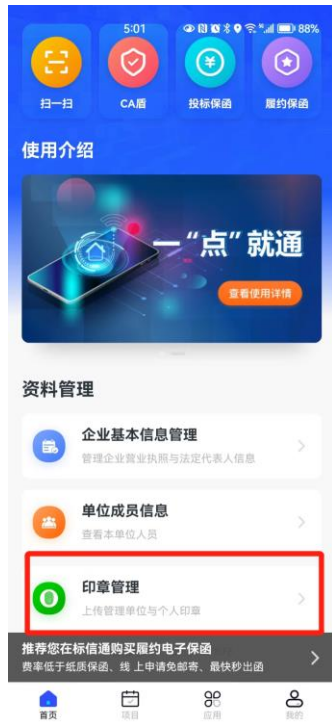 5:01
88%
扫一扫
CA盾
投标保函
履约保函
使用介绍
一“点”就通
查看使用详情
资料管理
企业基本信息管理
管理企业营业执照与法定代表人信息
单位成员信息
查看本单位人员
印章管理
上传管理单位与个人印章
推荐您在标信通购买履约电子保函
费率低于纸质保函、线 上申请免邮寄、最快秒出函
首页
项目
应用
我的